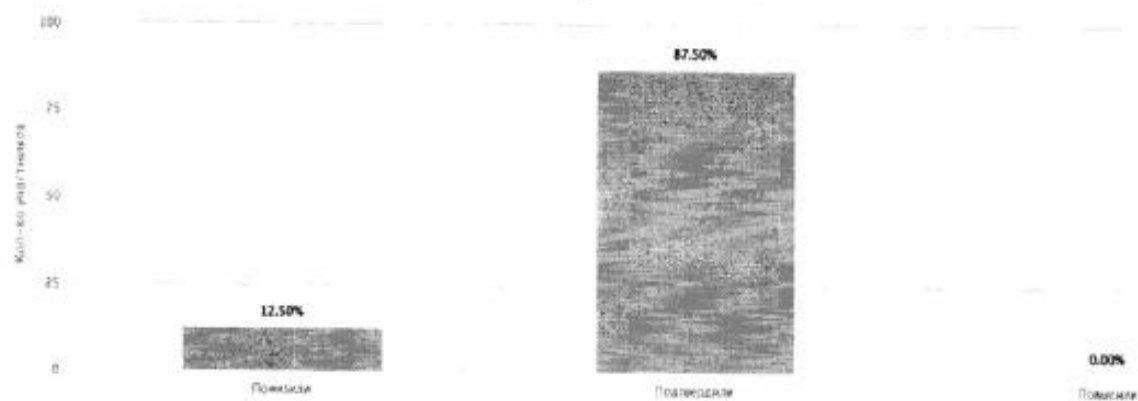 100
87.50%
75
Кол-во участников
50
25
12.50%
0
0.00%
Понизили
Подтвердили
Повысили